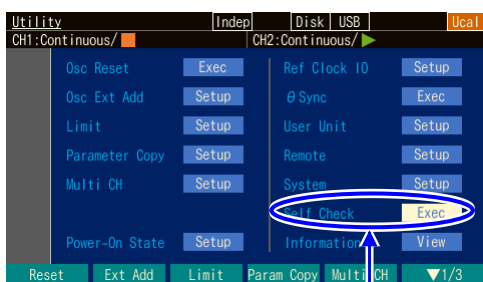 Utility Indep Disk USB Ucal
CH1:Continuous/ CH2:Continuous/
Osc Reset Exec Ref Clock IO Setup
Osc Ext Add Setup θ Sync Exec
Limit Setup User Unit Setup
Parameter Copy Setup Remote Setup
Multi CH Setup System Setup
Self Check Exec
Power-On State Setup Information View
Reset Ext Add Limit Param Copy Multi CH ▼1/3